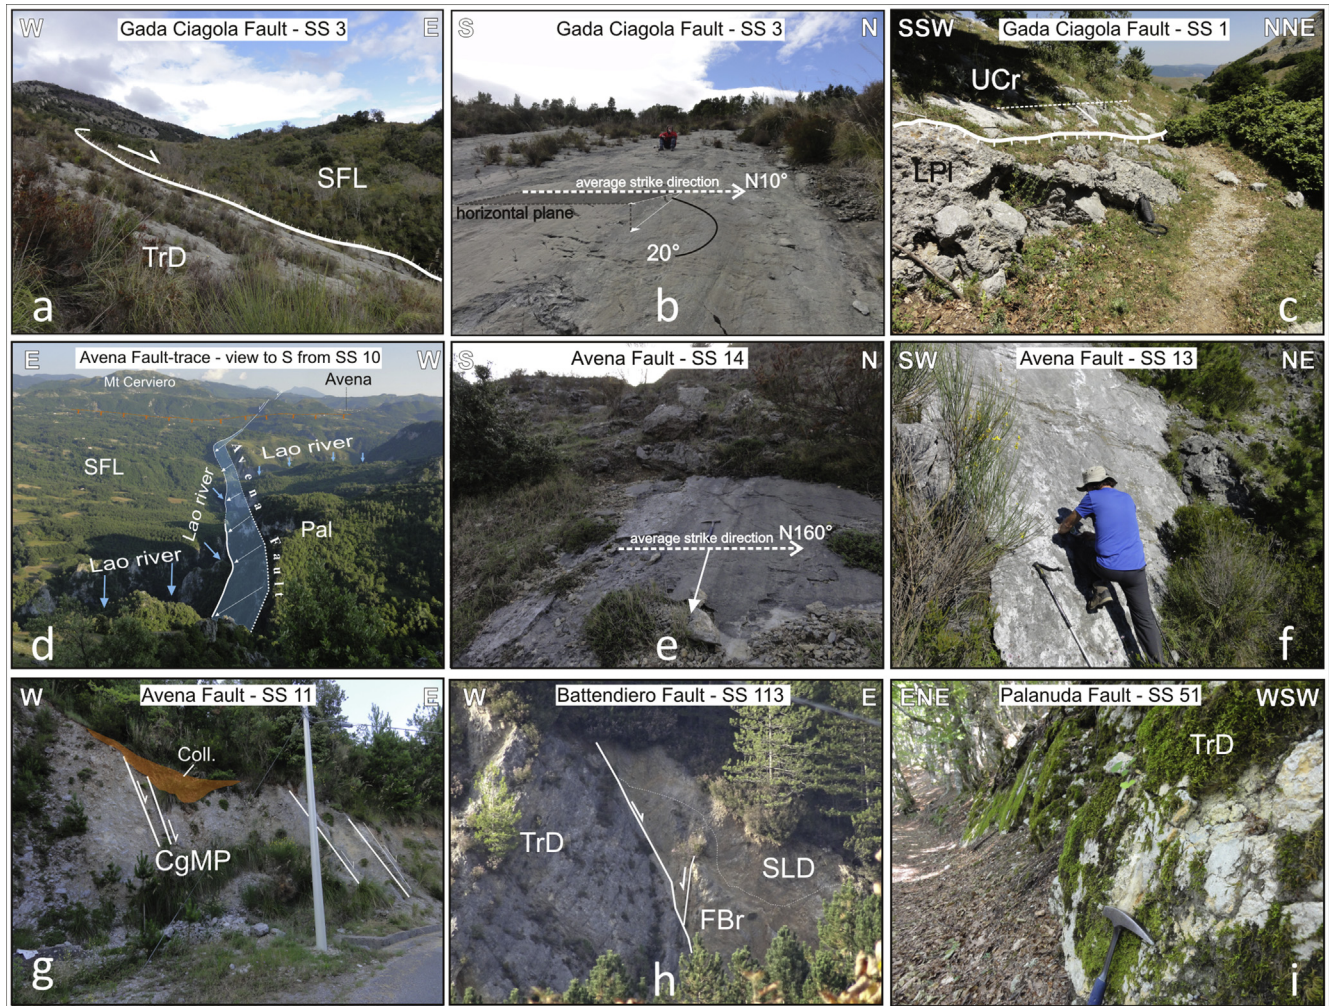 W Gada Ciagola Fault - SS 3 E
SFL
TrD
a
S Gada Ciagola Fault - SS 3 N
average strike direction N10°
horizontal plane
20°
b
SSW Gada Ciagola Fault - SS 1 NNE
UCr
LPl
c
E Avena Fault-trace - view to S from SS 10 W
Mt Cerviero Avena
SFL
Lao river
Lao river
Avena Fault
Pal
Lao river
d
S Avena Fault - SS 14 N
average strike direction N160°
e
SW Avena Fault - SS 13 NE
f
W Avena Fault - SS 11 E
Coll.
CgMP
g
W Battendiero Fault - SS 113 E
TrD
SLD
FBr
h
ENE Palanuda Fault - SS 51 WSW
TrD
i